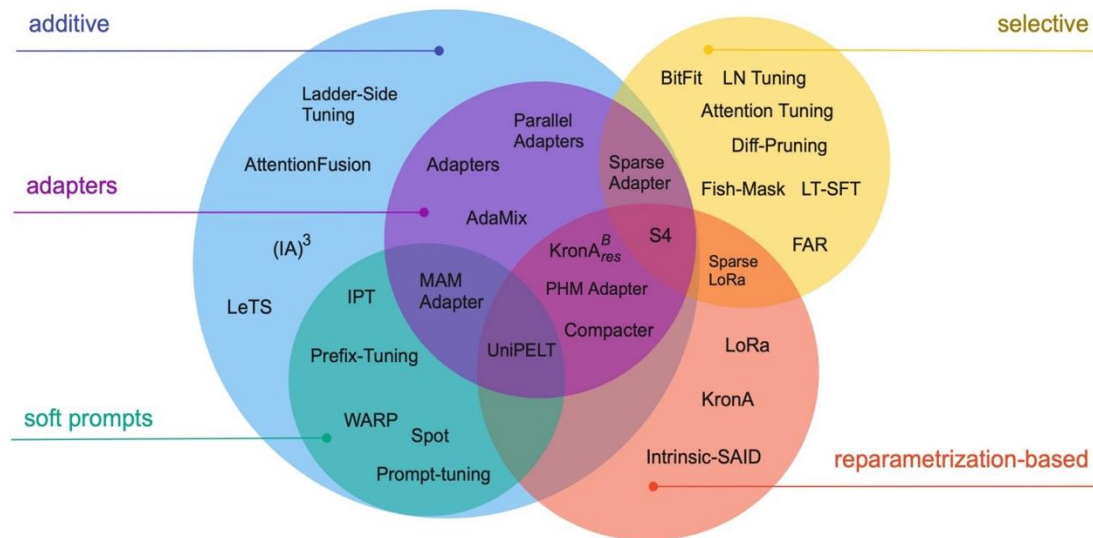 additive
selective
BitFit LN Tuning
Ladder-Side
Tuning
Parallel
Adapters
Attention Tuning
Diff-Pruning
AttentionFusion
Adapters
Sparse
Adapter
adapters
Fish-Mask LT-SFT
AdaMix
(IA)³
KronA^B_res
S4
FAR
MAM
Adapter
Sparse
LoRa
LeTS
IPT
PHM Adapter
Compacter
Prefix-Tuning
UniPELT
LoRa
KronA
soft prompts
WARP
Spot
Prompt-tuning
Intrinsic-SAID
reparametrization-based